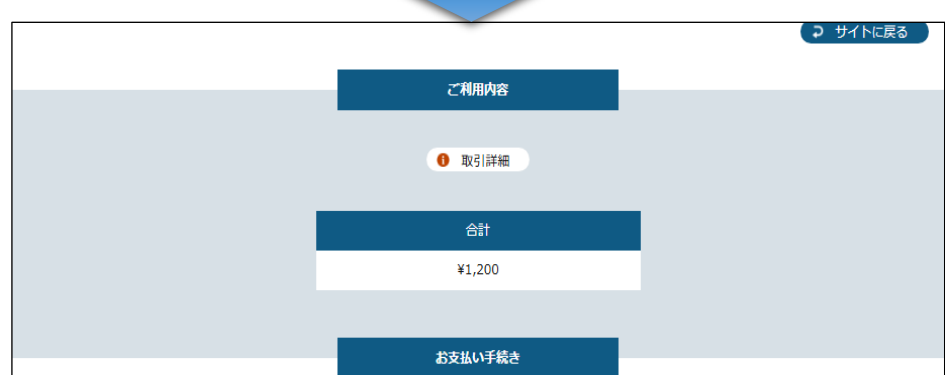 サイトに戻る
ご利用内容
取引詳細
合計
¥1,200
お支払い手続き